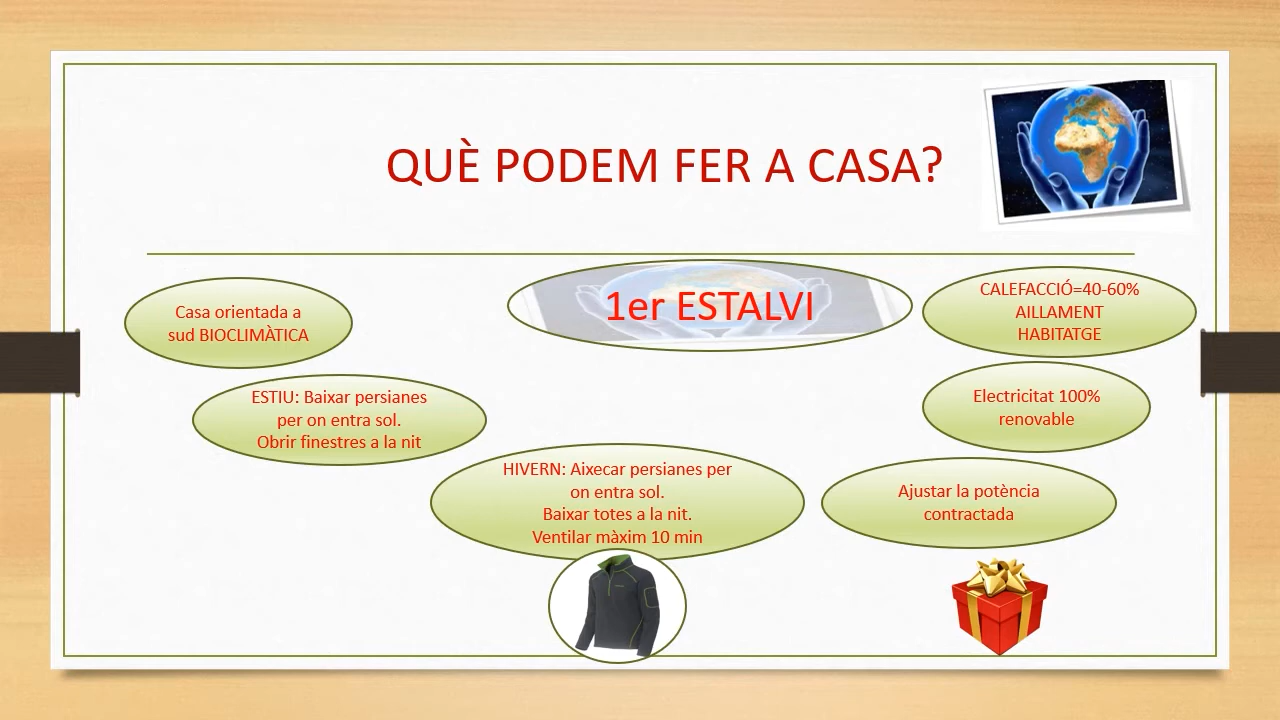 QUÈ PODEM FER A CASA?
1er ESTALVI
Casa orientada a
sud BIOCLIMÀTICA
ESTIU: Baixar persianes
per on entra sol.
Obrir finestres a la nit
HIVERN: Aixecar persianes per
on entra sol.
Baixar totes a la nit.
Ventilar màxim 10 min
CALEFACCIÓ=40-60%
AILLAMENT
HABITATGE
Electricitat 100%
renovable
Ajustar la potència
contractada